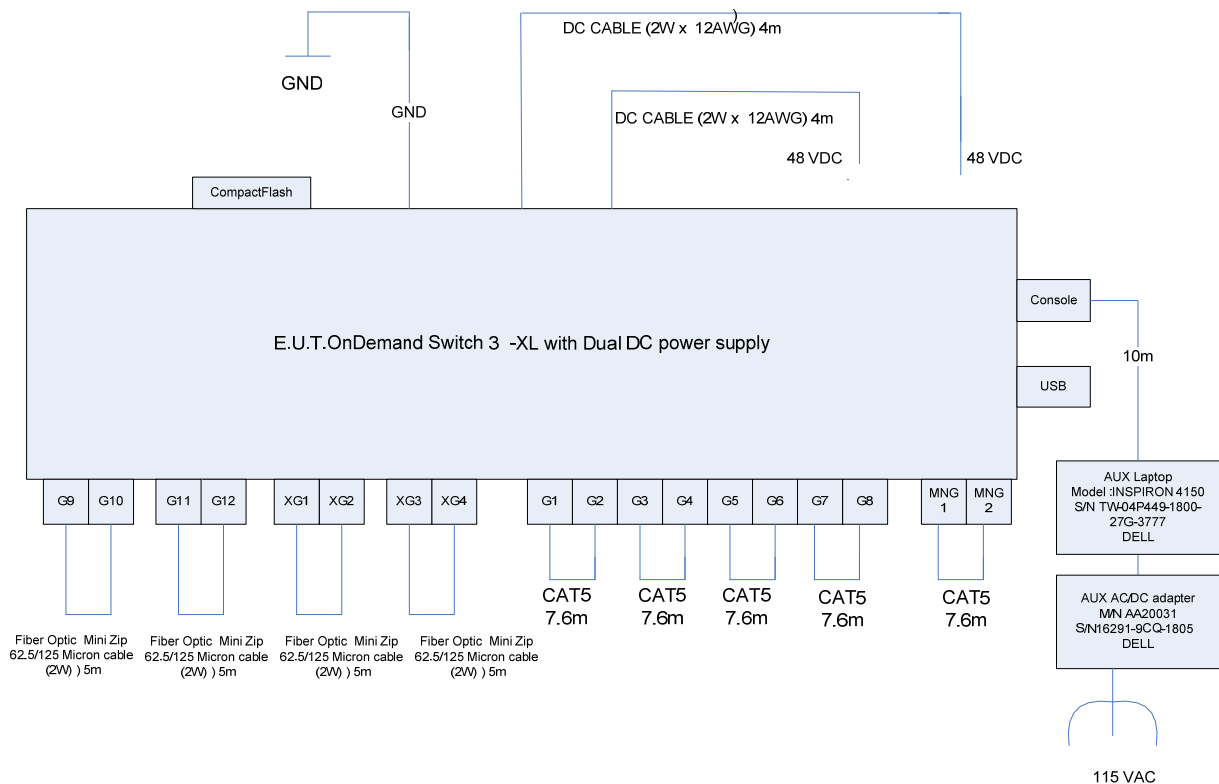 DC CABLE (2W x 12AWG) 4m
GND
GND
DC CABLE (2W x 12AWG) 4m
48 VDC
48 VDC
CompactFlash
Console
E.U.T.OnDemand Switch 3 -XL with Dual DC power supply
10m
USB
G9
G10
G11
G12
XG1
XG2
XG3
XG4
G1
G2
G3
G4
G5
G6
G7
G8
MNG
1
MNG
2
AUX Laptop
Model :INSPIRON 4150
S/N TW-04P449-1800-
27G-3777
DELL
CAT5
7.6m
CAT5
7.6m
CAT5
7.6m
CAT5
7.6m
CAT5
7.6m
AUX AC/DC adapter
M/N AA20031
S/N16291-9CQ-1805
DELL
Fiber Optic Mini Zip
62.5/125 Micron cable
(2W) ) 5m
Fiber Optic Mini Zip
62.5/125 Micron cable
(2W) ) 5m
Fiber Optic Mini Zip
62.5/125 Micron cable
(2W) ) 5m
Fiber Optic Mini Zip
62.5/125 Micron cable
(2W) ) 5m
115 VAC